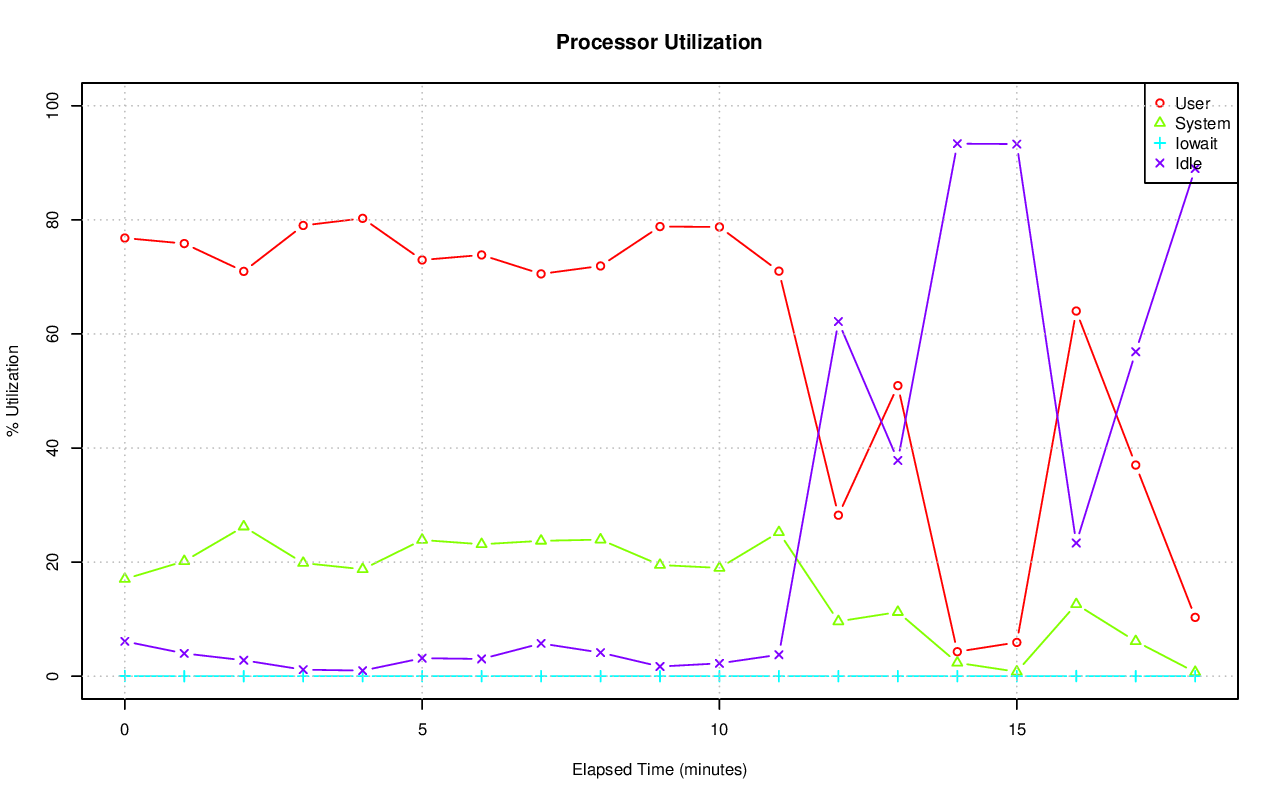 Processor Utilization
% Utilization
100
80
60
40
20
0
User
System
Iowait
Idle
0 5 10 15
Elapsed Time (minutes)